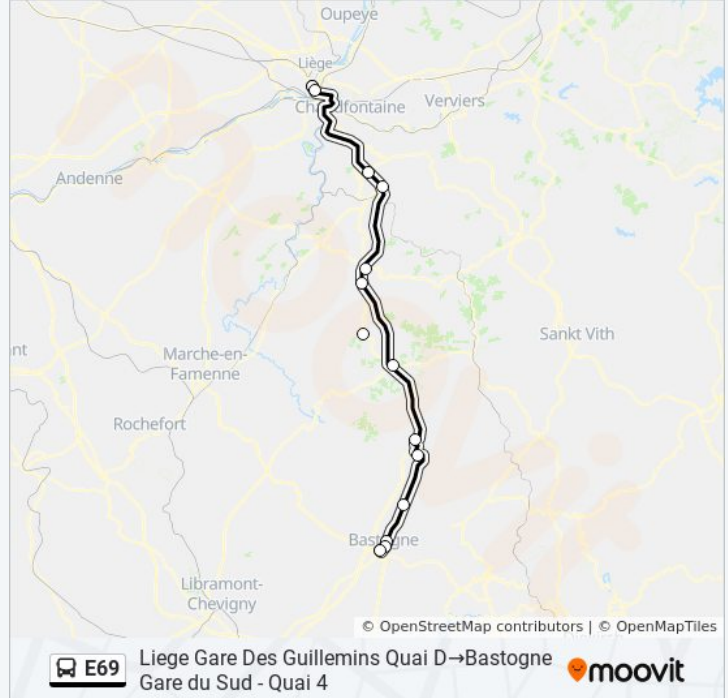 Oupeye
Liège
Chaudfontaine
Verviers
Andenne
Sankt Vith
nt
Marche-en-
Famenne
Rochefort
Bastogne
Libramont-
Chevigny
© OpenStreetMap contributors | © OpenMapTiles
E69
Liege Gare Des Guillemins Quai D→Bastogne
Gare du Sud - Quai 4
moovit